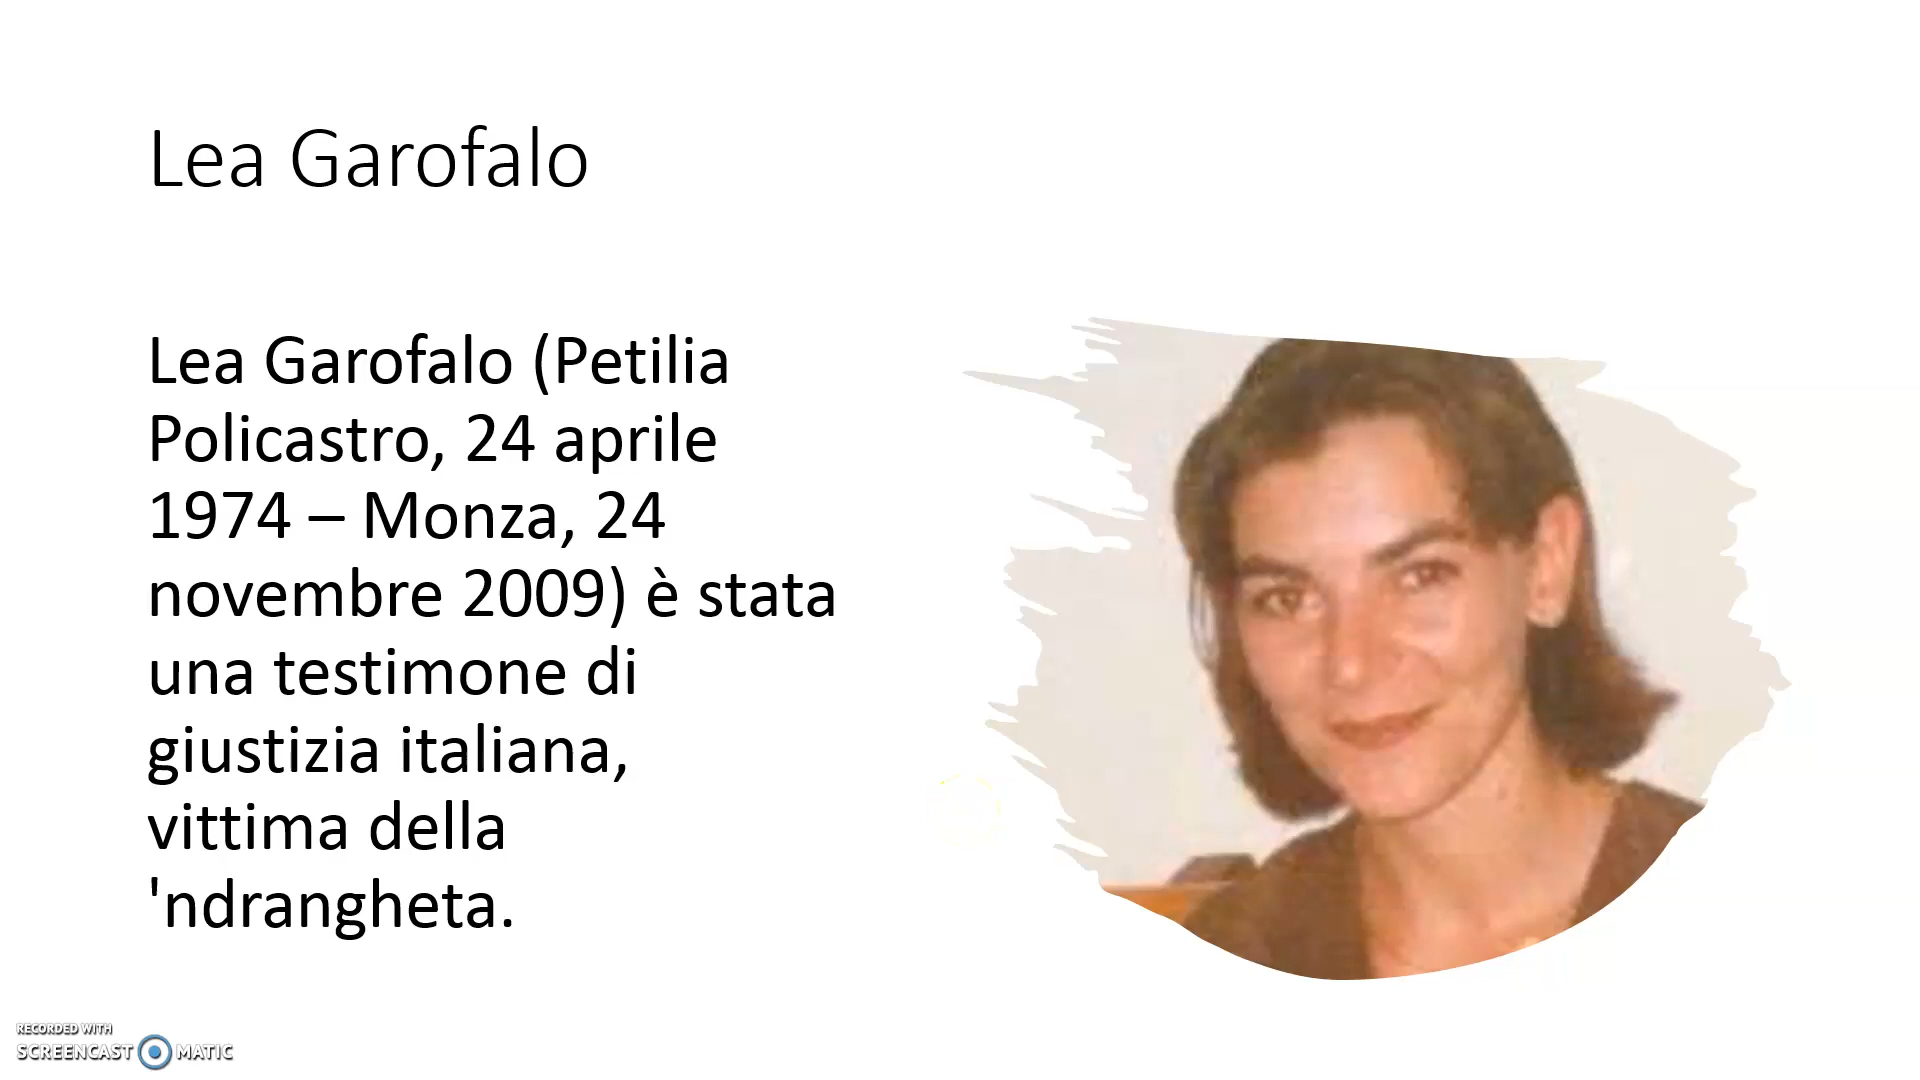 Lea Garofalo
Lea Garofalo (Petilia
Policastro, 24 aprile
1974 – Monza, 24
novembre 2009) è stata
una testimone di
giustizia italiana,
vittima della
'ndrangheta.
RECORDED WITH
SCREENCAST MATIC